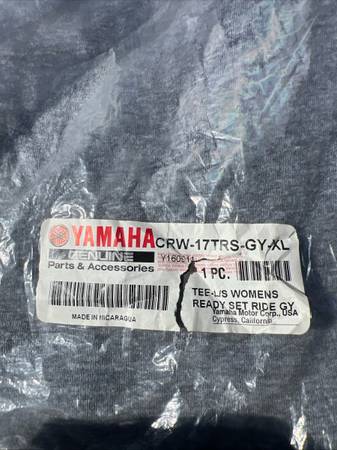 YAMAHA CRW-17TRS-GY-XL
GENUINE
Parts & Accessories
1 PC.
TEE-L/S WOMENS
READY SET RIDE GY
Yamaha Motor Corp., USA
Cypress, California
MADE IN NICARAGUA